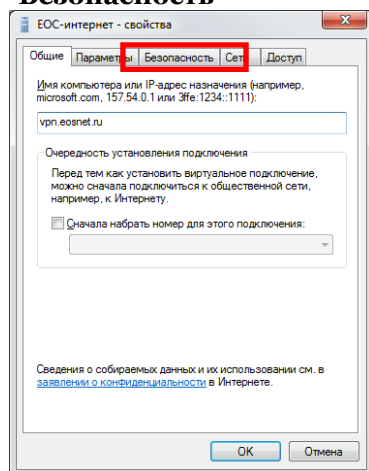 Безопасность
ЕОС-интернет - свойства
Общие Параметры Безопасность Сеть Доступ
Имя компьютера или IP-адрес назначения (например,
microsoft.com, 157.54.0.1 или 3ffe:1234::1111):
vpn.eosnet.ru
Очередность установления подключения
Перед тем как установить виртуальное подключение,
можно сначала подключиться к общественной сети,
например, к Интернету.
Сначала набрать номер для этого подключения:
Сведения о собираемых данных и их использовании см. в
заявлении о конфиденциальности в Интернете.
OK Отмена